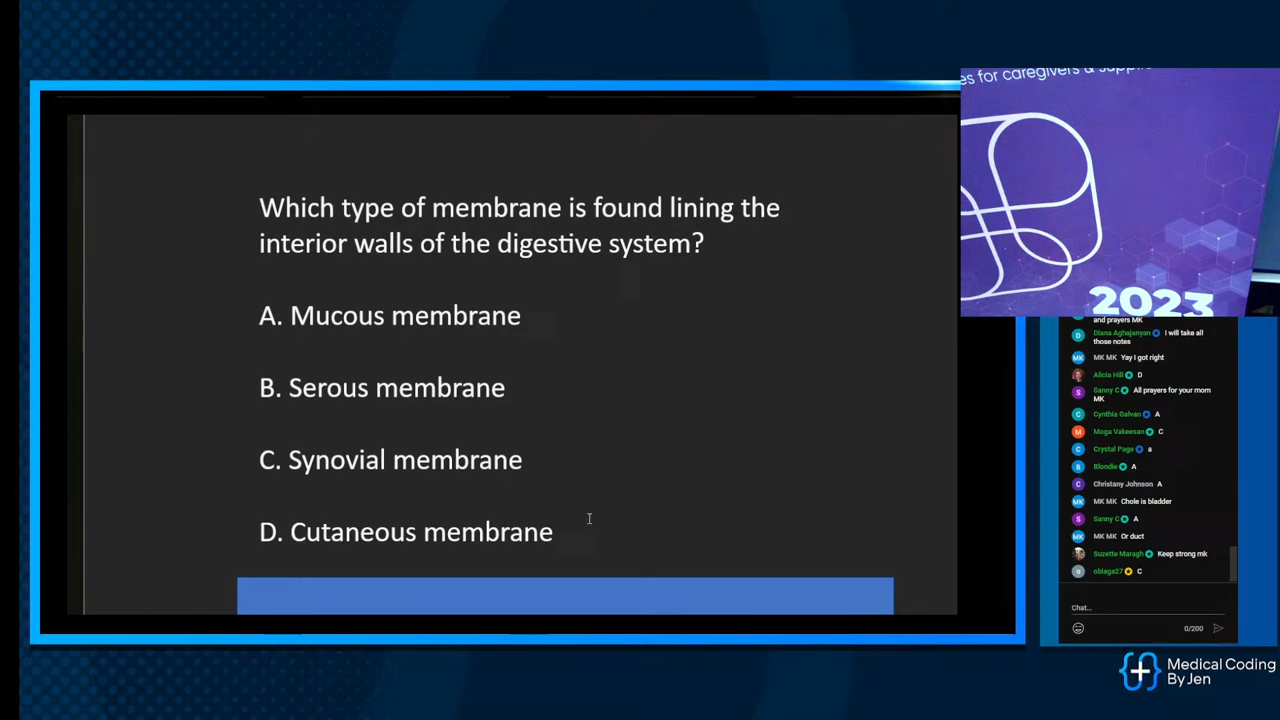 es for caregivers &
2023
Which type of membrane is found lining the
interior walls of the digestive system?
A. Mucous membrane
B. Serous membrane
C. Synovial membrane
D. Cutaneous membrane
and prayers MK
D Diana Aghajanyan I will take all
those notes
MK MK MK Yay I got right
Alicia Hill D
S Sanny C All prayers for your mom
MK
C Cynthia Galvan A
M Moga Vakeesan C
C Crystal Page a
B Blondie A
C Christany Johnson A
MK MK MK Chole is bladder
S Sanny C A
MK MK MK Or duct
Suzette Maragh Keep strong mk
o obiaga27 C
Chat...
0/200
Medical Coding
By Jen